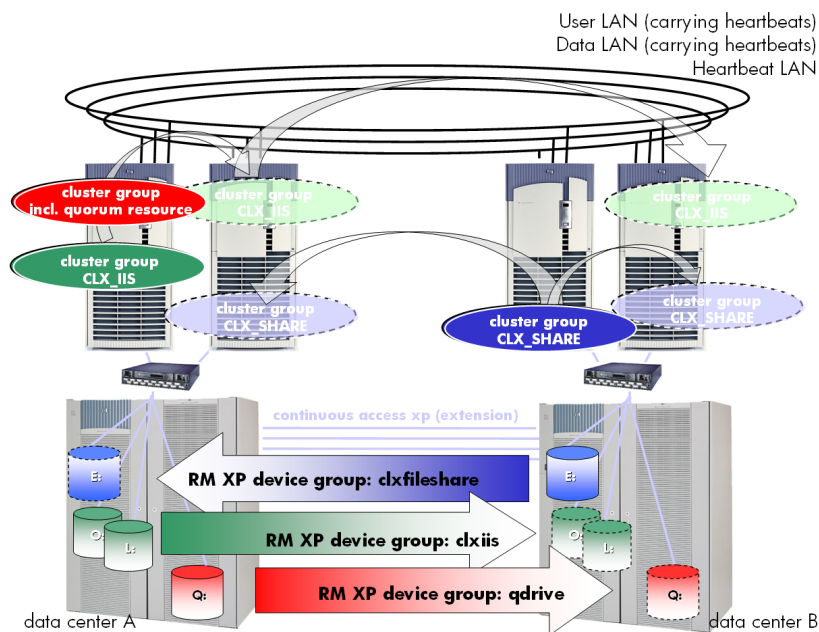 User LAN (carrying heartbeats)
Data LAN (carrying heartbeats)
Heartbeat LAN
cluster group
incl. quorum resource
cluster group
CLX_IIS
cluster group
CLX_IIS
cluster group
CLX_IIS
cluster group
CLX_SHARE
cluster group
CLX_SHARE
cluster group
CLX_SHARE
continuous access xp (extension)
E:
RM XP device group: clxfileshare
E:
O:
L:
RM XP device group: clxiis
O:
L:
Q:
RM XP device group: qdrive
Q:
data center A
data center B